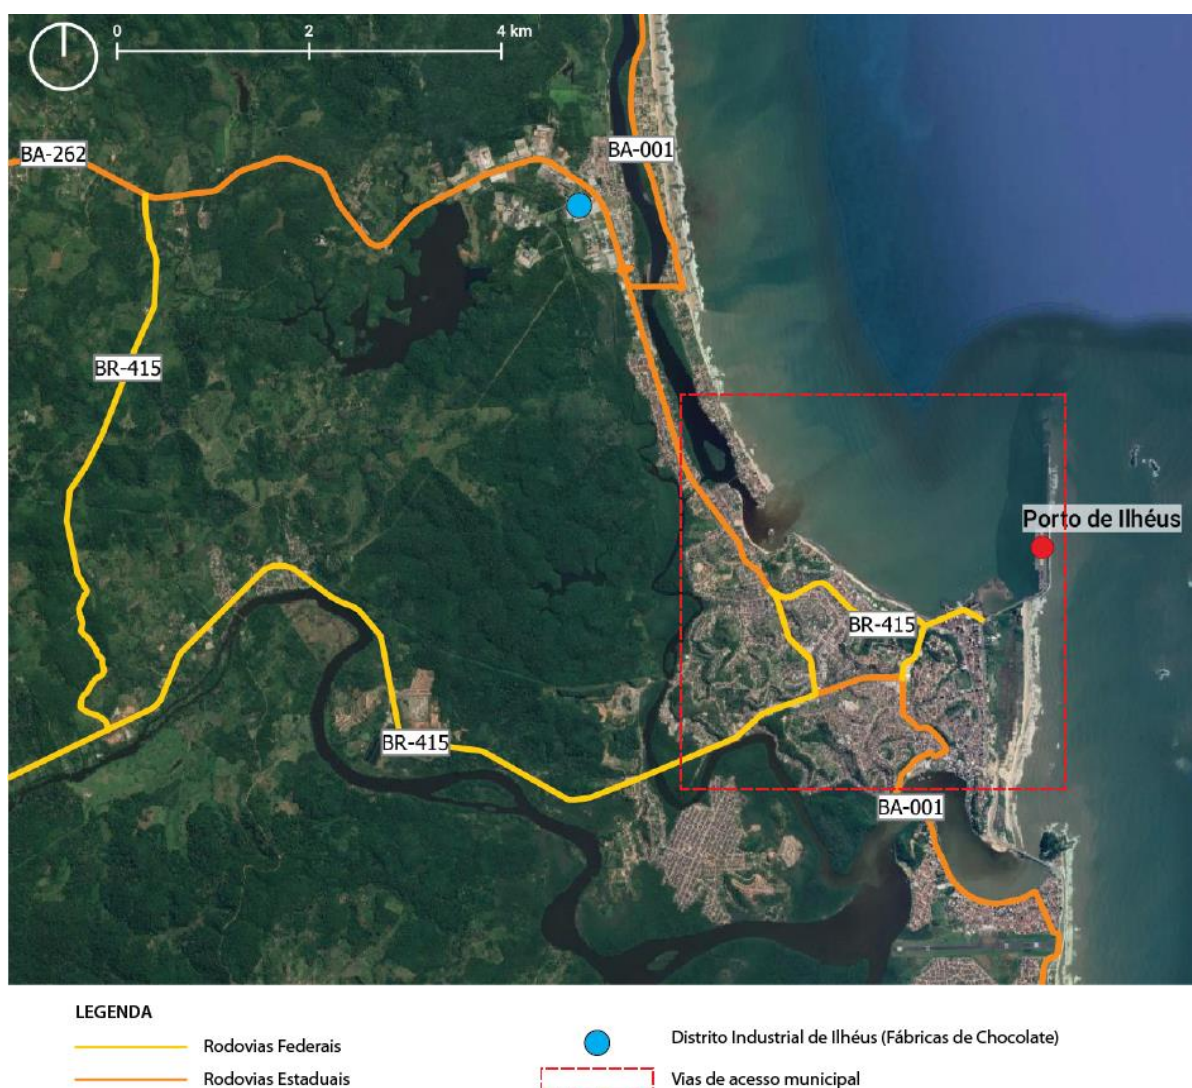 0 2 4 km
BA-262
BA-001
BR-415
Porto de Ilhéus
BR-415
BR-415
BA-001
LEGENDA
Rodovias Federais
Distrito Industrial de Ilhéus (Fábricas de Chocolate)
Rodovias Estaduais
Vias de acesso municipal